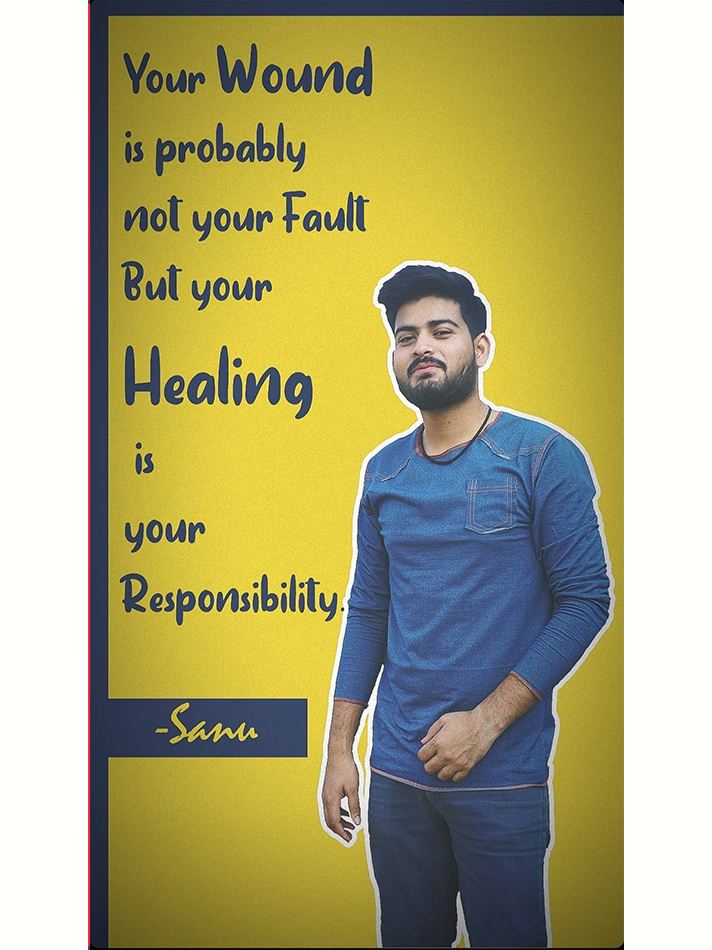 Your Wound
is probably
not your Fault
But your
Healing
is
your
Responsibility.
-Sanu